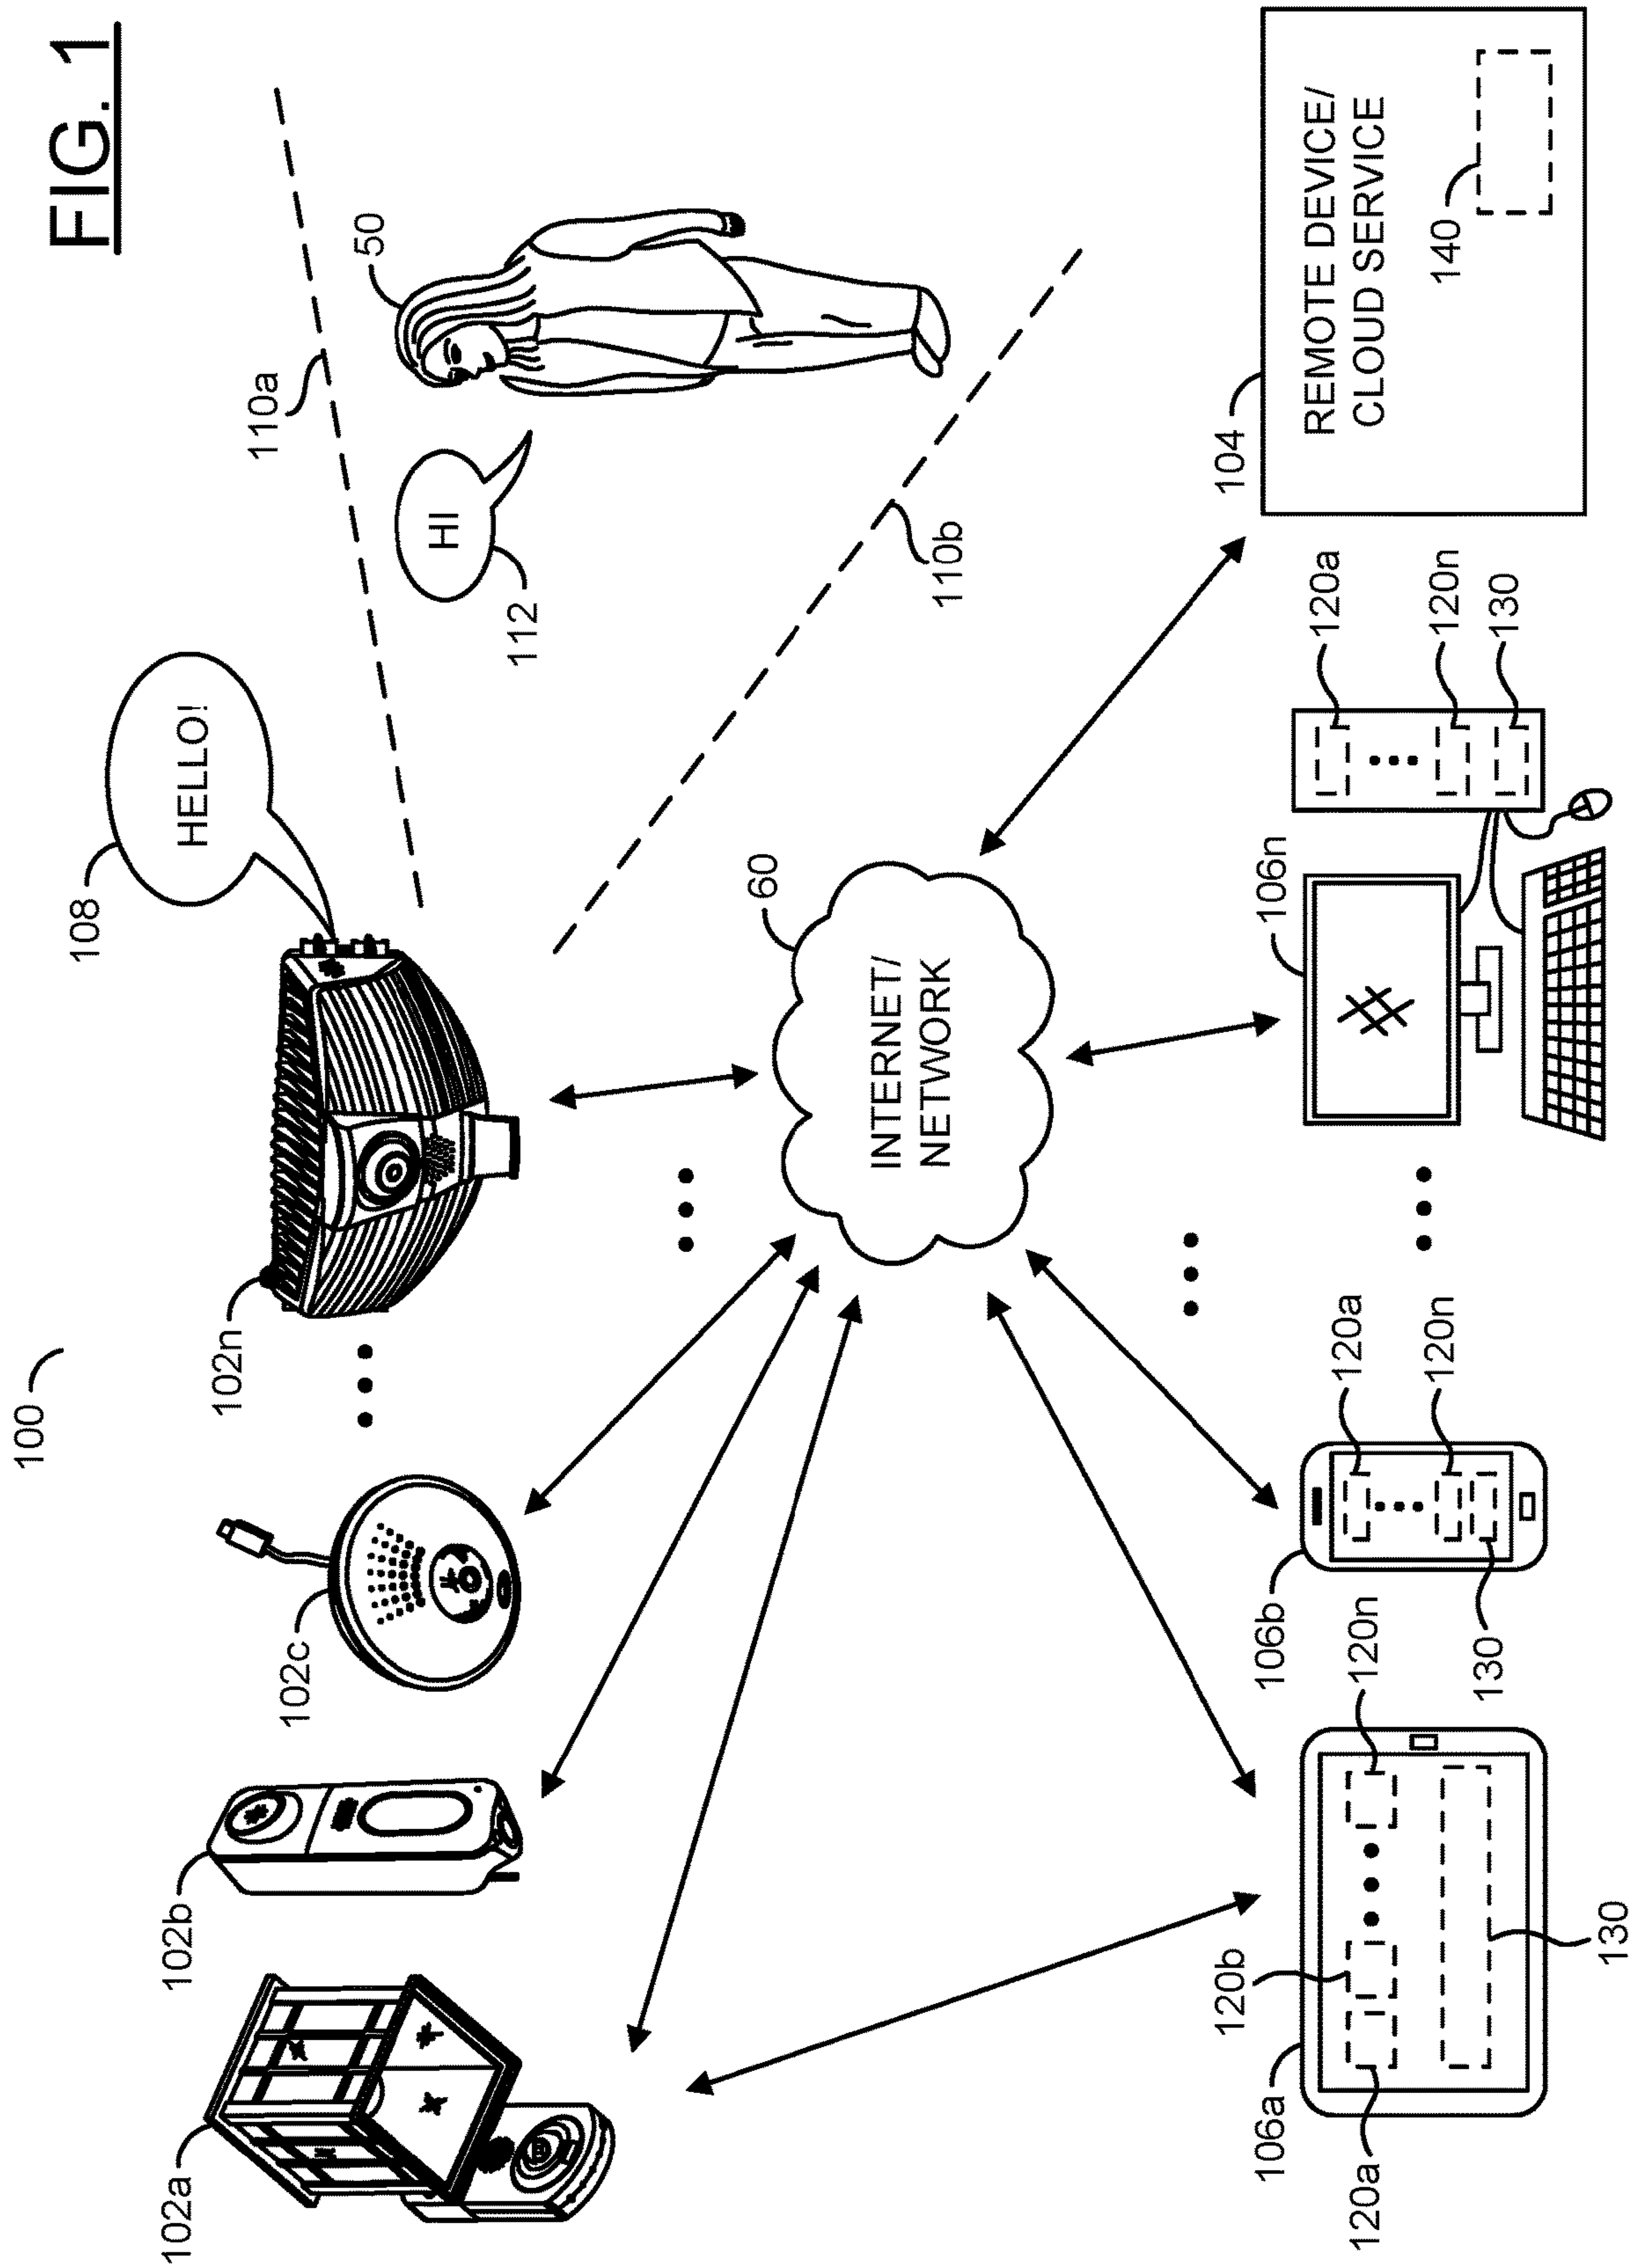 FIG. 1
100
108
HELLO!
110a
50
HI
112
110b
102a
102b
102c
102n
60
INTERNET/
NETWORK
104
REMOTE DEVICE/
CLOUD SERVICE
140
106a
120a
120b
120n
130
106b
120a
120n
130
106n
120a
120n
130